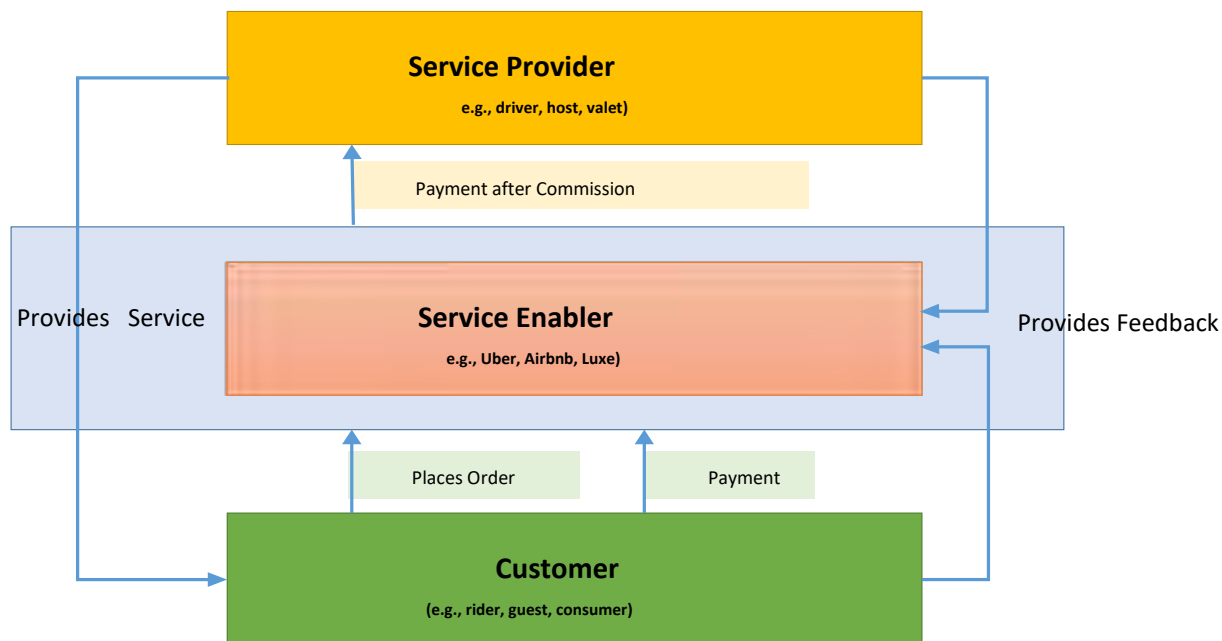 Service Provider
e.g., driver, host, valet)
Payment after Commission
Provides Service
Service Enabler
e.g., Uber, Airbnb, Luxe)
Provides Feedback
Places Order
Payment
Customer
(e.g., rider, guest, consumer)